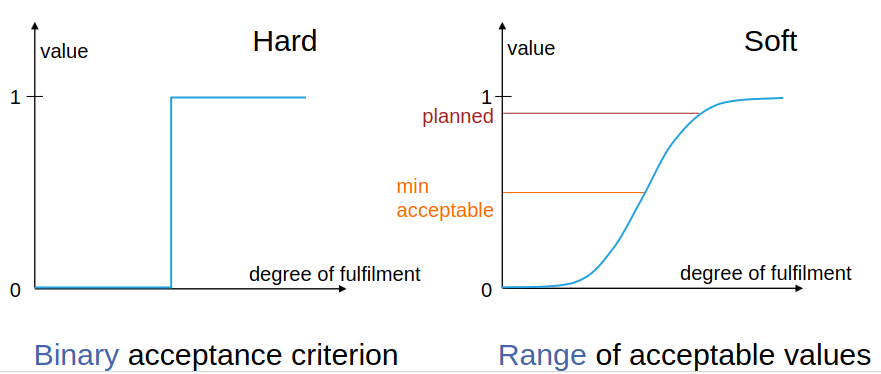 Hard
value
1
0
degree of fulfilment
Binary acceptance criterion
Soft
value
1
planned
min
acceptable
0
degree of fulfilment
Range of acceptable values